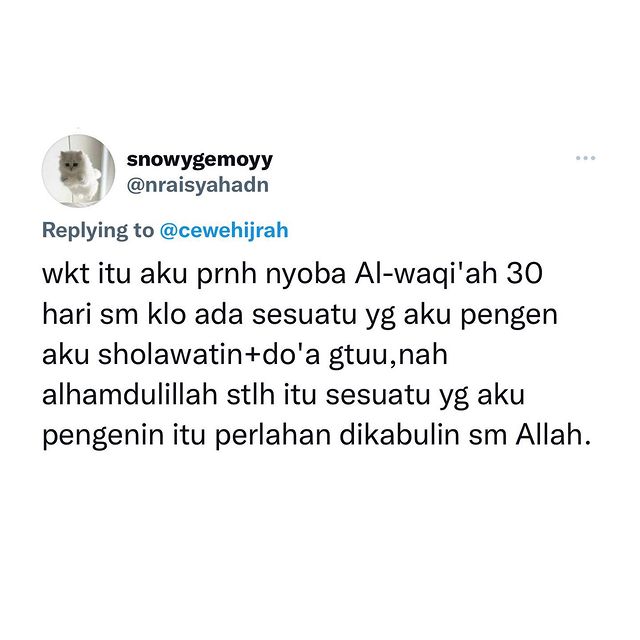 snowygemoyy
@nraisyahadn
Replying to @cewehijrah
wkt itu aku prnh nyoba Al-waqi'ah 30
hari sm klo ada sesuatu yg aku pengen
aku sholawatin+do'a gtuu,nah
alhamdulillah stlh itu sesuatu yg aku
pengenin itu perlahan dikabulin sm Allah.